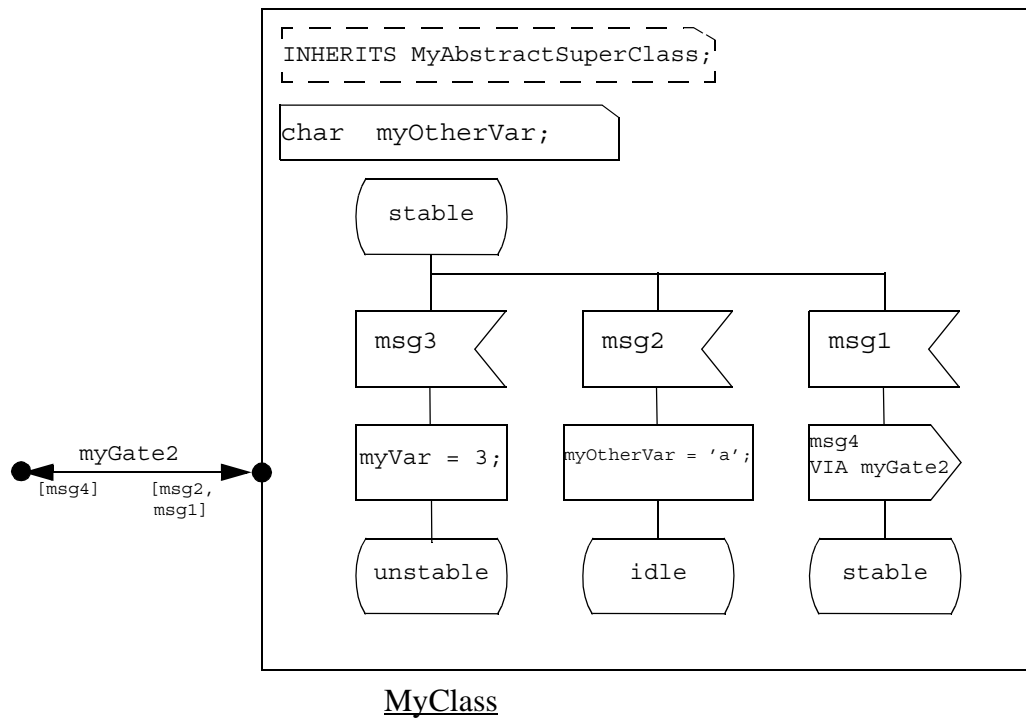 INHERITS MyAbstractSuperClass;
char myOtherVar;
stable
msg3
msg2
msg1
myVar = 3;
myOtherVar = ’a’;
msg4
VIA myGate2
myGate2
[msg4]
[msg2,
msg1]
unstable
idle
stable
MyClass